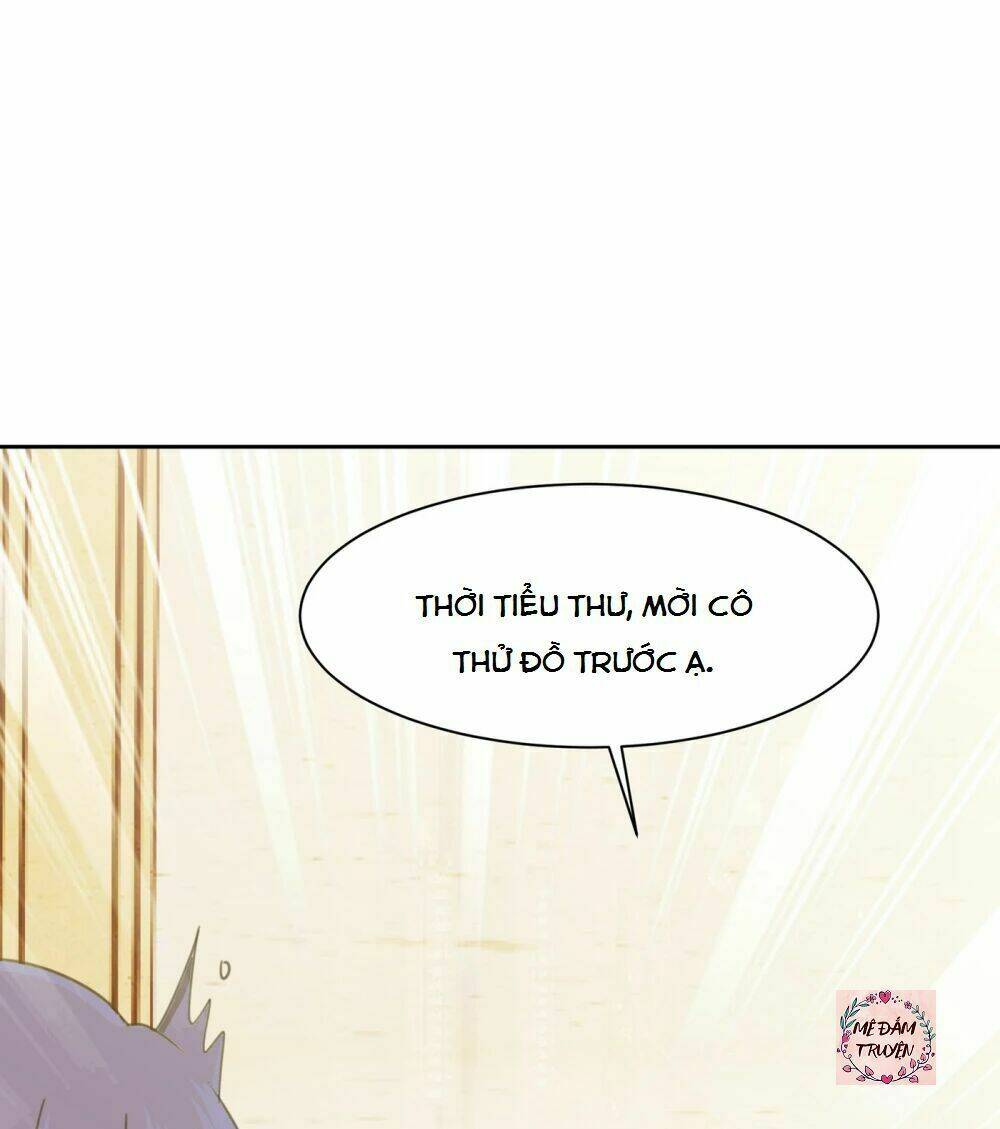 THỜI TIỂU THƯ, MỜI CÔ
THỬ ĐỒ TRƯỚC Ạ.
MÊ ĐẮM
TRUYỆN